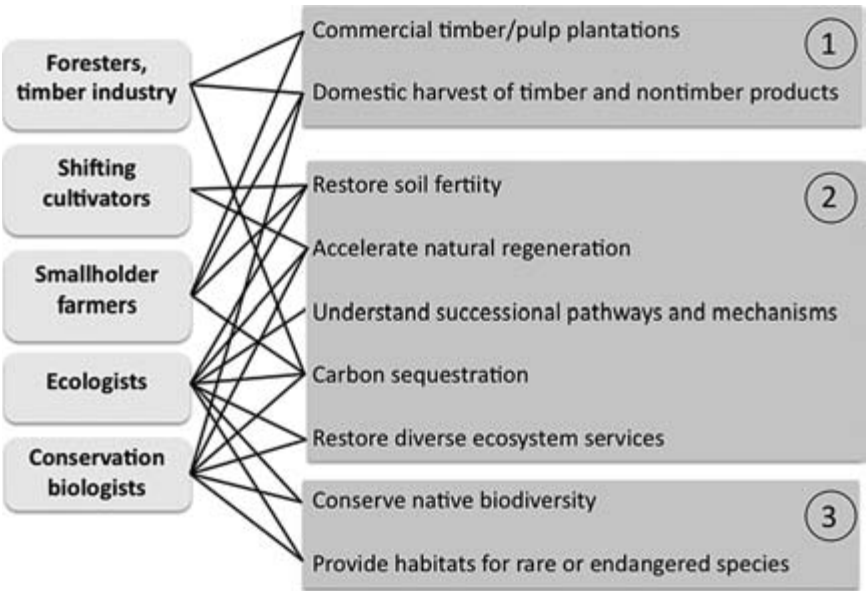 Foresters,
timber industry
Shifting
cultivators
Smallholder
farmers
Ecologists
Conservation
biologists
Commercial timber/pulp plantations
1
Domestic harvest of timber and nontimber products
Restore soil fertiity
2
Accelerate natural regeneration
Understand successional pathways and mechanisms
Carbon sequestration
Restore diverse ecosystem services
Conserve native biodiversity
3
Provide habitats for rare or endangered species